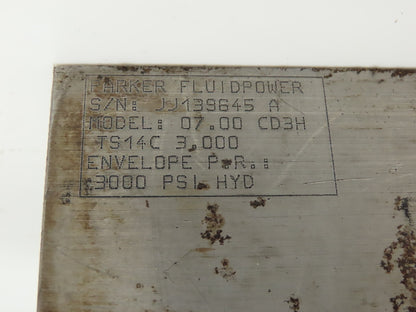 PARKER FLUIDPOWER
S/N: JJ139645 A
MODEL: 07.00 CD3H
TS14C 3.000
ENVELOPE P.R.:
3000 PSI HYD